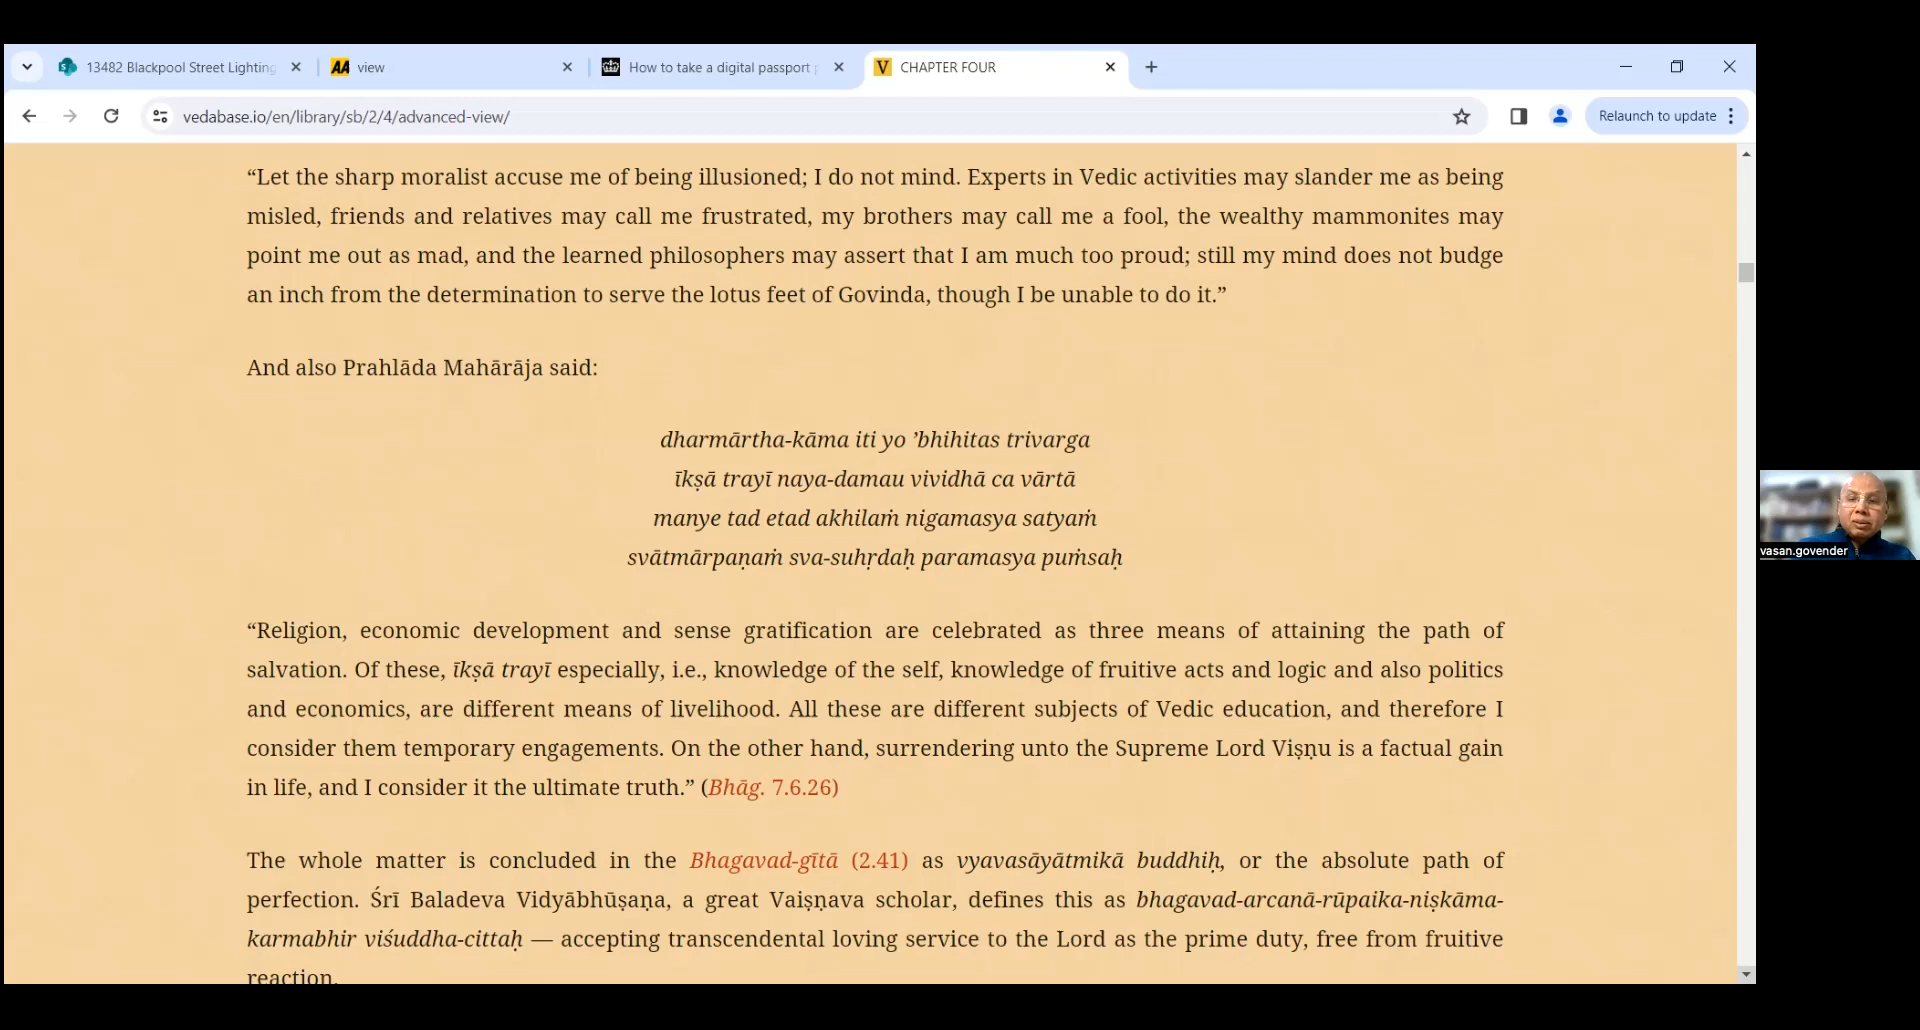 13482 Blackpool Street Lighting
AA view
How to take a digital passport
V CHAPTER FOUR
vedabase.io/en/library/sb/2/4/advanced-view/
Relaunch to update
“Let the sharp moralist accuse me of being illusioned; I do not mind. Experts in Vedic activities may slander me as being
misled, friends and relatives may call me frustrated, my brothers may call me a fool, the wealthy mammonites may
point me out as mad, and the learned philosophers may assert that I am much too proud; still my mind does not budge
an inch from the determination to serve the lotus feet of Govinda, though I be unable to do it.”
And also Prahlāda Mahārāja said:
dharmārtha-kāma iti yo ’bhihitas trivarga
īkṣā trayī naya-damau vividhā ca vārtā
manye tad etad akhilaṁ nigamasya satyaṁ
svātmārpaṇaṁ sva-suhṛdaḥ paramasya puṁsaḥ
“Religion, economic development and sense gratification are celebrated as three means of attaining the path of
salvation. Of these, īkṣā trayī especially, i.e., knowledge of the self, knowledge of fruitive acts and logic and also politics
and economics, are different means of livelihood. All these are different subjects of Vedic education, and therefore I
consider them temporary engagements. On the other hand, surrendering unto the Supreme Lord Viṣṇu is a factual gain
in life, and I consider it the ultimate truth.” (Bhāg. 7.6.26)
The whole matter is concluded in the Bhagavad-gītā (2.41) as vyavasāyātmikā buddhiḥ, or the absolute path of
perfection. Śrī Baladeva Vidyābhūṣaṇa, a great Vaiṣṇava scholar, defines this as bhagavad-arcanā-rūpaika-niṣkāma-
karmabhir viśuddha-cittaḥ — accepting transcendental loving service to the Lord as the prime duty, free from fruitive
reaction.
vasan.govender